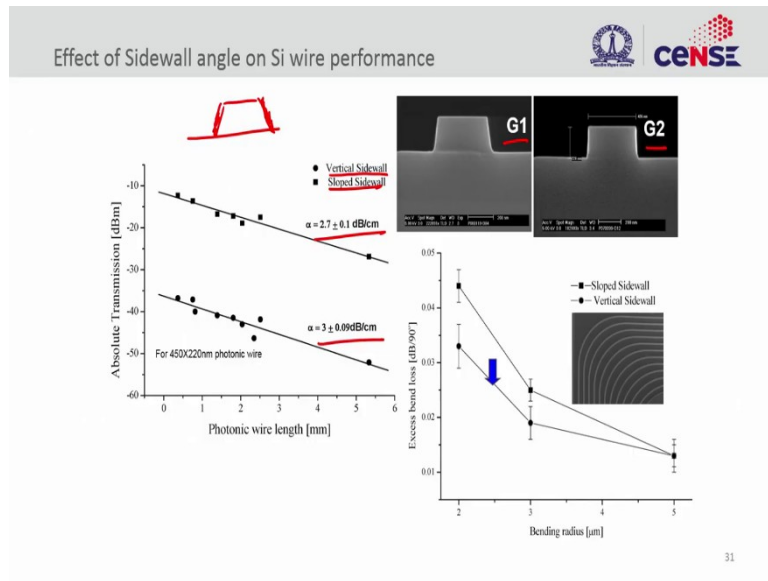 Effect of Sidewall angle on Si wire performance
CeNSE
G1
G2
Vertical Sidewall
Sloped Sidewall
α = 2.7 ± 0.1 dB/cm
α = 3 ± 0.09dB/cm
For 450X220nm photonic wire
Absolute Transmission [dBm]
-10
-20
-30
-40
-50
-60
0
1
2
3
4
5
6
Photonic wire length [mm]
Sloped Sidewall
Vertical Sidewall
Excess bend loss [dB/90°]
0.05
0.04
0.03
0.02
0.01
2
3
4
5
Bending radius [μm]
31